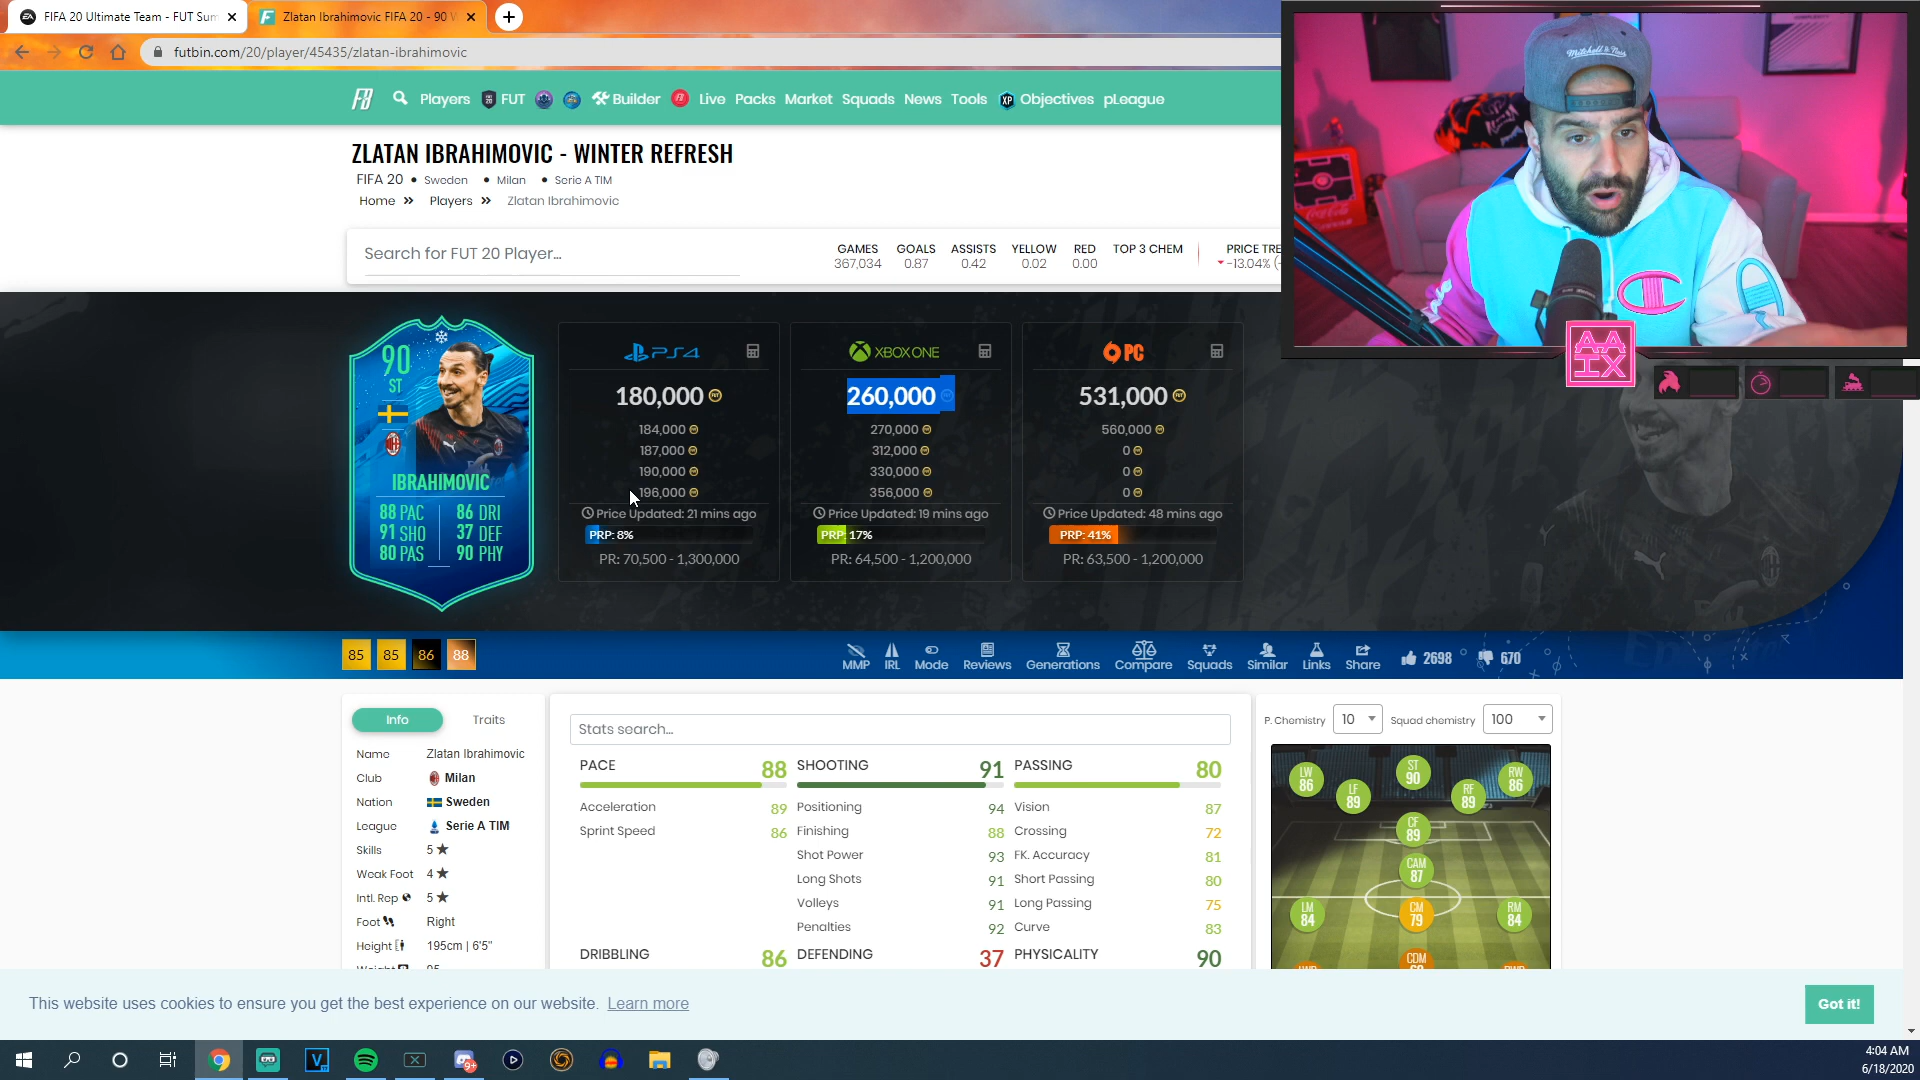 FIFA 20 Ultimate Team - FUT Sum
Zlatan Ibrahimovic FIFA 20 - 90 W
futbin.com/20/player/45435/zlatan-ibrahimovic
FB Players FUT Builder Live Packs Market Squads News Tools XP Objectives pLeague
ZLATAN IBRAHIMOVIC - WINTER REFRESH
FIFA 20 • Sweden • Milan • Serie A TIM
Home » Players » Zlatan Ibrahimovic
Search for FUT 20 Player...
GAMES GOALS ASSISTS YELLOW RED TOP 3 CHEM PRICE TRE
367,034 0.87 0.42 0.02 0.00 -13.04% (-
90
ST
IBRAHIMOVIC
88 PAC 86 DRI
91 SHO 37 DEF
80 PAS 90 PHY
PS4
180,000
184,000
187,000
190,000
196,000
Price Updated: 21 mins ago
PRP: 8%
PR: 70,500 - 1,300,000
XBOX ONE
260,000
270,000
312,000
330,000
356,000
Price Updated: 19 mins ago
PRP: 17%
PR: 64,500 - 1,200,000
PC
531,000
560,000
0
0
0
Price Updated: 48 mins ago
PRP: 41%
PR: 63,500 - 1,200,000
Mitchell & Ness
AA
IX
85 85 86 88
MMP IRL Mode Reviews Generations Compare Squads Similar Links Share 2698 670
Info Traits
Name Zlatan Ibrahimovic
Club Milan
Nation Sweden
League Serie A TIM
Skills 5★
Weak Foot 4★
Intl. Rep 5★
Foot Right
Height 195cm | 6'5"
Stats search...
PACE 88
Acceleration 89
Sprint Speed 86
DRIBBLING 86
SHOOTING 91
Positioning 94
Finishing 88
Shot Power 93
Long Shots 91
Volleys 91
Penalties 92
DEFENDING 37
PASSING 80
Vision 87
Crossing 72
FK. Accuracy 81
Short Passing 80
Long Passing 75
Curve 83
PHYSICALITY 90
P. Chemistry 10 Squad chemistry 100
LW 86
LF 89
ST 90
RF 89
RW 86
CF 89
CAM 87
LM 84
CM 79
RM 84
CDM
This website uses cookies to ensure you get the best experience on our website. Learn more
Got it!
9+
4:04 AM
6/18/2020